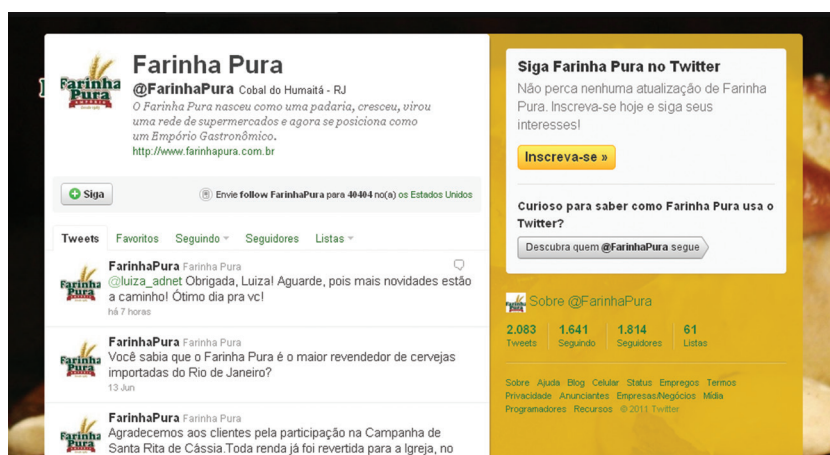 Farinha Pura
Farinha Pura
@FarinhaPura Cobal do Humaitá - RJ
O Farinha Pura nasceu como uma padaria, cresceu, virou
uma rede de supermercados e agora se posiciona como
um Empório Gastronômico.
http://www.farinhapura.com.br
Siga
Envie follow FarinhaPura para 40404 no(a) os Estados Unidos
Tweets Favoritos Seguindo Seguidores Listas
Farinha Pura
FarinhaPura Farinha Pura
@luiza_adnet Obrigada, Luiza! Aguarde, pois mais novidades estão
a caminho! Ótimo dia pra vc!
há 7 horas
Farinha Pura
FarinhaPura Farinha Pura
Você sabia que o Farinha Pura é o maior revendedor de cervejas
importadas do Rio de Janeiro?
13 Jun
Farinha Pura
FarinhaPura Farinha Pura
Agradecemos aos clientes pela participação na Campanha de
Santa Rita de Cássia.Toda renda já foi revertida para a Igreja, no
Siga Farinha Pura no Twitter
Não perca nenhuma atualização de Farinha
Pura. Inscreva-se hoje e siga seus
interesses!
Inscreva-se »
Curioso para saber como Farinha Pura usa o
Twitter?
Descubra quem @FarinhaPura segue
Sobre @FarinhaPura
2.083 1.641 1.814 61
Tweets Seguindo Seguidores Listas
Sobre Ajuda Blog Celular Status Empregos Termos
Privacidade Anunciantes Empresas/Negócios Mídia
Programadores Recursos © 2011 Twitter